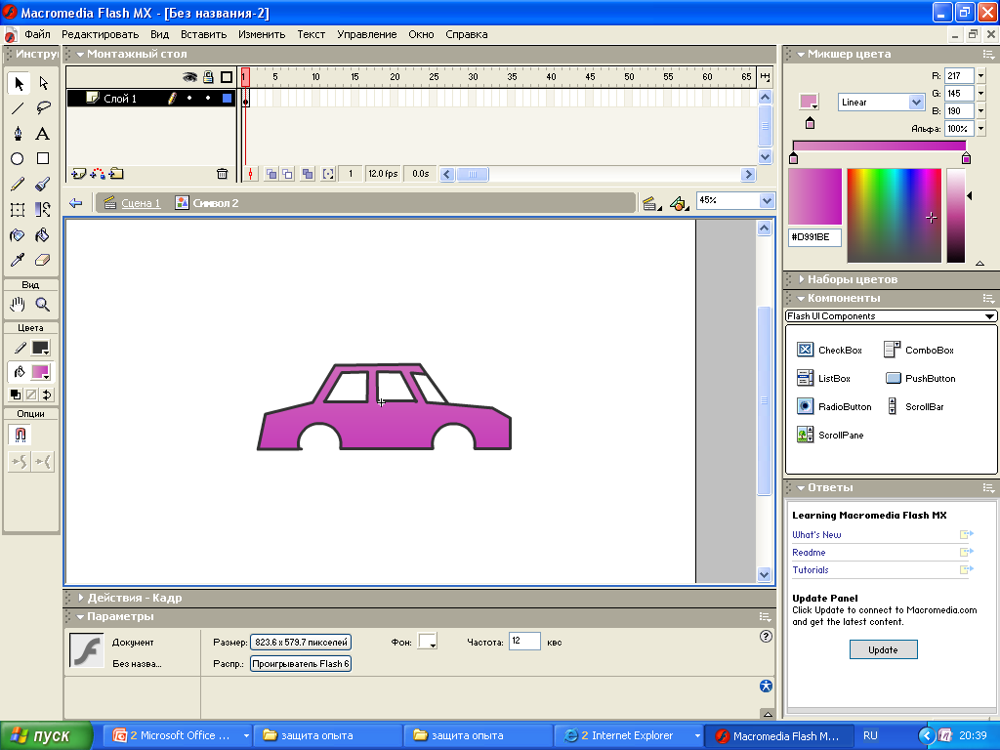 Macromedia Flash MX - [Без названия-2]
Файл Редактировать Вид Вставить Изменить Текст Управление Окно Справка
Инстру
Монтажный стол
1 5 10 15 20 25 30 35 40 45 50 55 60 65
Слой 1
1 12.0 fps 0.0s
Сцена 1 Символ 2 45%
Вид
Цвета
Опции
Микшер цвета
Linear
R: 217
G: 145
B: 190
Альфа: 100%
#D991BE
Наборы цветов
Компоненты
Flash UI Components
CheckBox ComboBox
ListBox PushButton
RadioButton ScrollBar
ScrollPane
Ответы
Learning Macromedia Flash MX
What's New
Readme
Tutorials
Update Panel
Click Update to connect to Macromedia.com
and get the latest content.
Update
Действия - Кадр
Параметры
Документ Размер: 823.6 x 579.7 пикселей Фон: Частота: 12 квс
Без назва... Распр.: Проигрыватель Flash 6
пуск 2 Microsoft Office ... защита опыта защита опыта 2 Internet Explorer Macromedia Flash M... RU 20:39